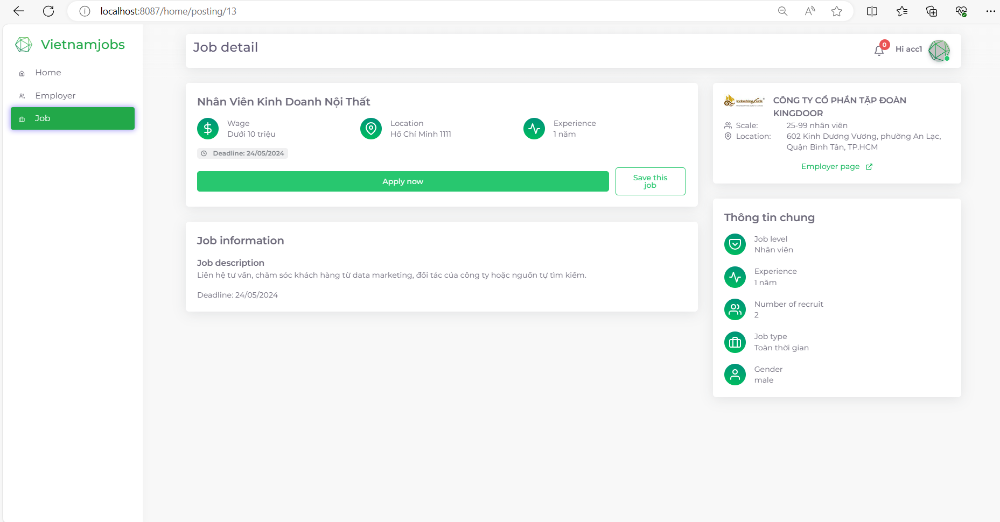 localhost:8087/home/posting/13
Vietnamjobs
Home
Employer
Job
Job detail
0
Hi acc1
Nhân Viên Kinh Doanh Nội Thất
Wage
Dưới 10 triệu
Location
Hồ Chí Minh 1111
Experience
1 năm
Deadline: 24/05/2024
Apply now
Save this
job
Job information
Job description
Liên hệ tư vấn, chăm sóc khách hàng từ data marketing, đối tác của công ty hoặc nguồn tự tìm kiếm.
Deadline: 24/05/2024
CÔNG TY CỔ PHẦN TẬP ĐOÀN
KINGDOOR
Scale: 25-99 nhân viên
Location: 602 Kinh Dương Vương, phường An Lạc,
Quận Bình Tân, TP.HCM
Employer page
Thông tin chung
Job level
Nhân viên
Experience
1 năm
Number of recruit
2
Job type
Toàn thời gian
Gender
male